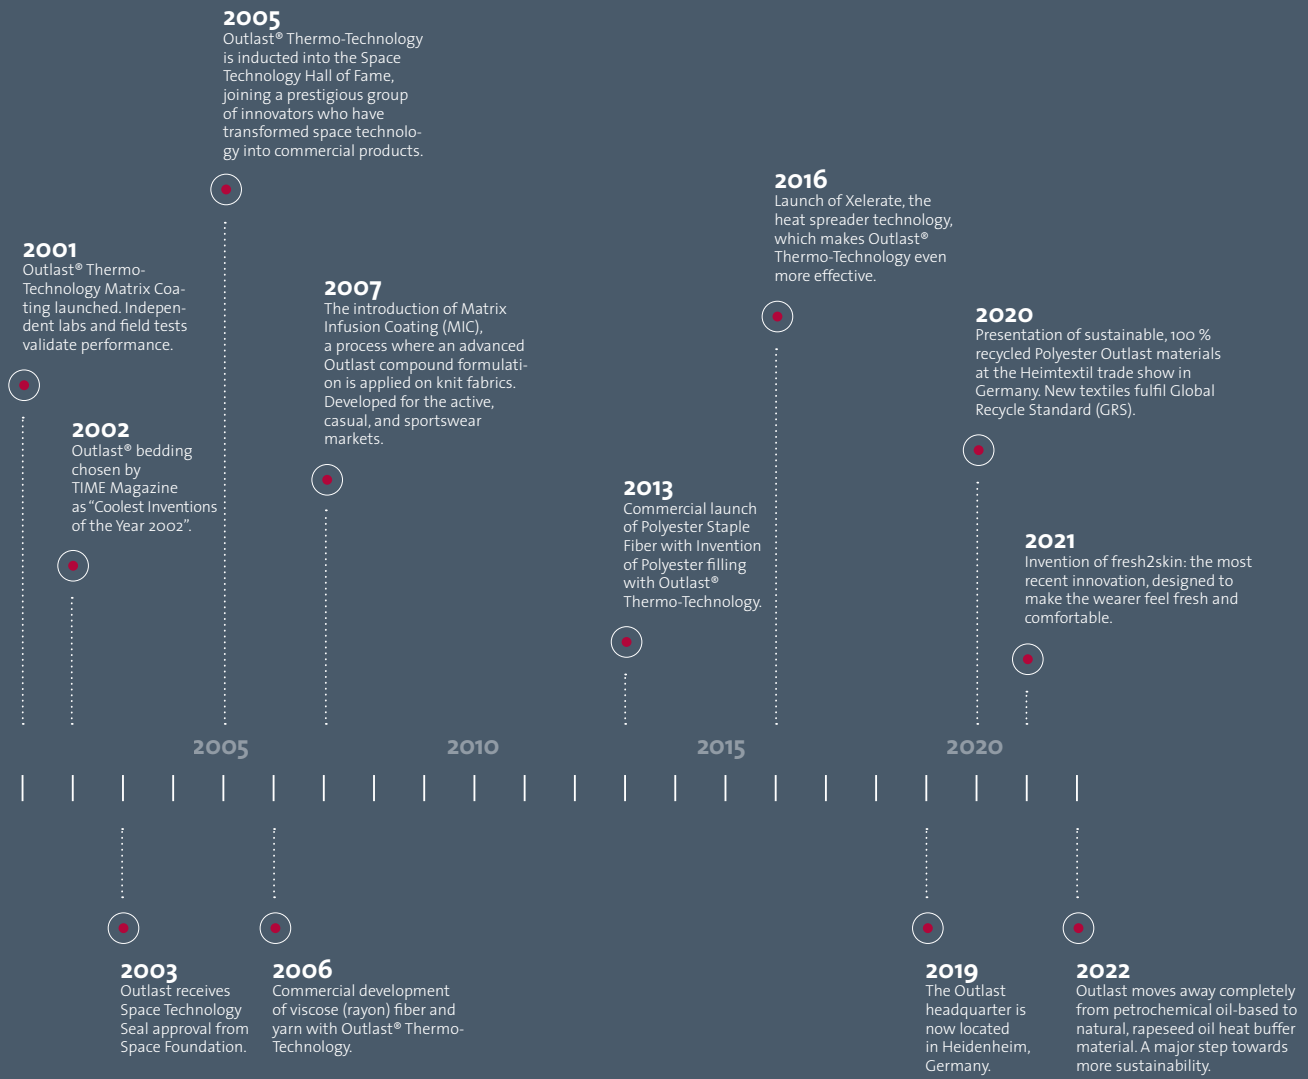 2005
Outlast® Thermo-Technology
is inducted into the Space
Technology Hall of Fame,
joining a prestigious group
of innovators who have
transformed space technolo-
gy into commercial products.
2016
Launch of Xelerate, the
heat spreader technology,
which makes Outlast®
Thermo-Technology even
more effective.
2001
Outlast® Thermo-
Technology Matrix Coa-
ting launched. Indepen-
dent labs and field tests
validate performance.
2007
The introduction of Matrix
Infusion Coating (MIC),
a process where an advanced
Outlast compound formulati-
on is applied on knit fabrics.
Developed for the active,
casual, and sportswear
markets.
2020
Presentation of sustainable, 100 %
recycled Polyester Outlast materials
at the Heimtextil trade show in
Germany. New textiles fulfil Global
Recycle Standard (GRS).
2002
Outlast® bedding
chosen by
TIME Magazine
as “Coolest Inventions
of the Year 2002”.
2013
Commercial launch
of Polyester Staple
Fiber with Invention
of Polyester filling
with Outlast®
Thermo-Technology.
2021
Invention of fresh2skin: the most
recent innovation, designed to
make the wearer feel fresh and
comfortable.
2005
2010
2015
2020
2003
Outlast receives
Space Technology
Seal approval from
Space Foundation.
2006
Commercial development
of viscose (rayon) fiber and
yarn with Outlast® Thermo-
Technology.
2019
The Outlast
headquarter is
now located
in Heidenheim,
Germany.
2022
Outlast moves away completely
from petrochemical oil-based to
natural, rapeseed oil heat buffer
material. A major step towards
more sustainability.